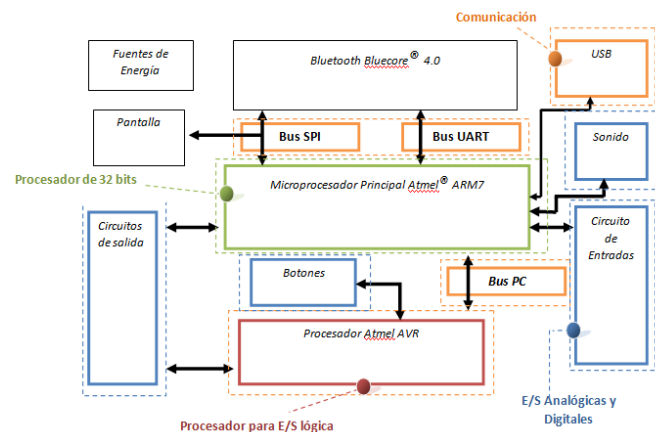 Comunicación
Fuentes de
Energía
Bluetooth Bluecore® 4.0
USB
Pantalla
Bus SPI
Bus UART
Sonido
Procesador de 32 bits
Microprocesador Principal Atmel® ARM7
Circuitos
de salida
Circuito
de
Entradas
Botones
Bus PC
Procesador Atmel AVR
Procesador para E/S lógica
E/S Analógicas y
Digitales